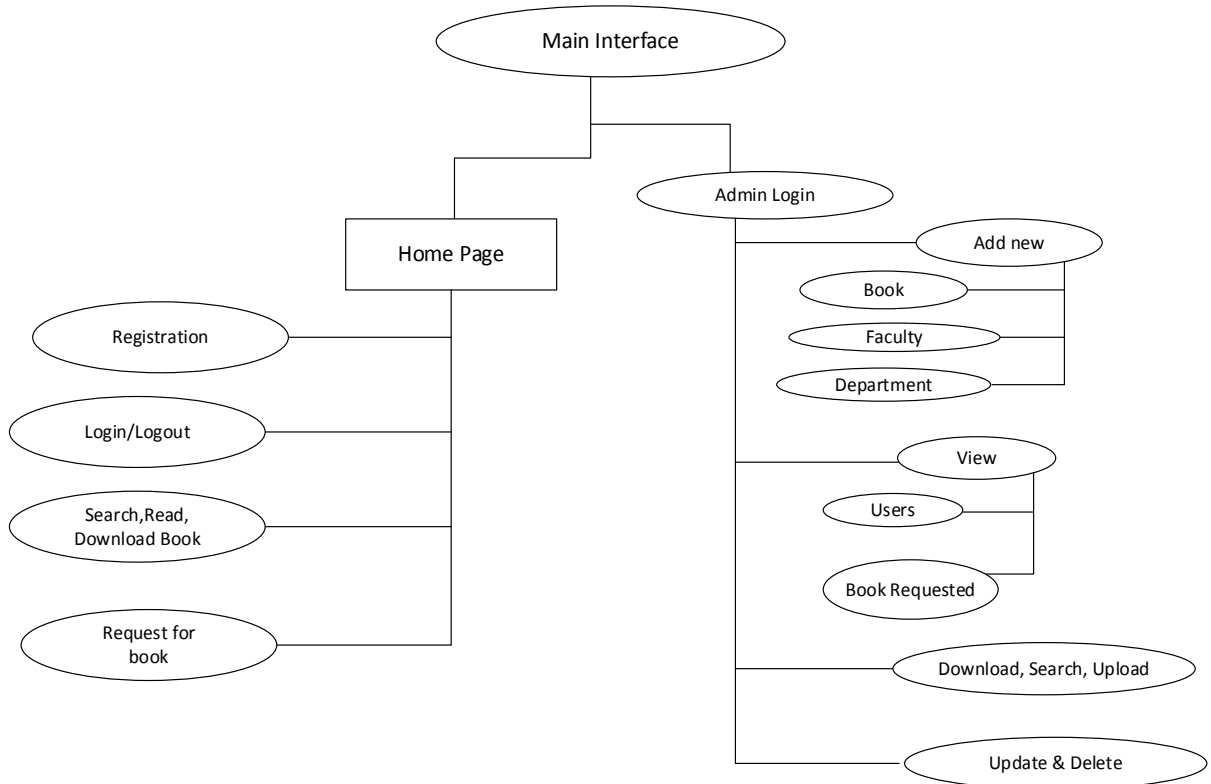 Main Interface
Admin Login
Home Page
Add new
Book
Faculty
Department
Registration
Login/Logout
Search,Read,
Download Book
Request for
book
View
Users
Book Requested
Download, Search, Upload
Update & Delete